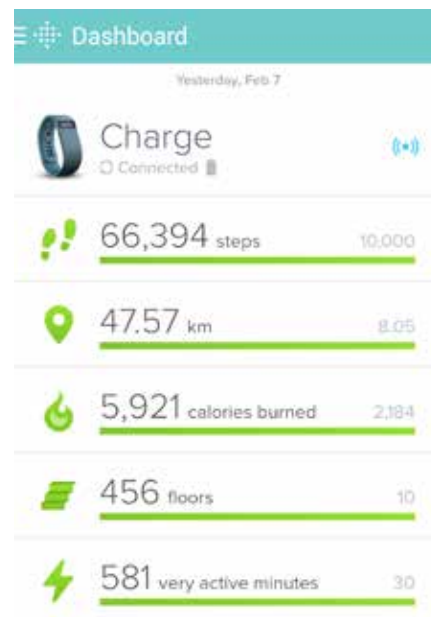 Dashboard
Yesterday, Feb 7
Charge
Connected
66,394 steps 10,000
47.57 km 8.05
5,921 calories burned 2,184
456 floors 10
581 very active minutes 30